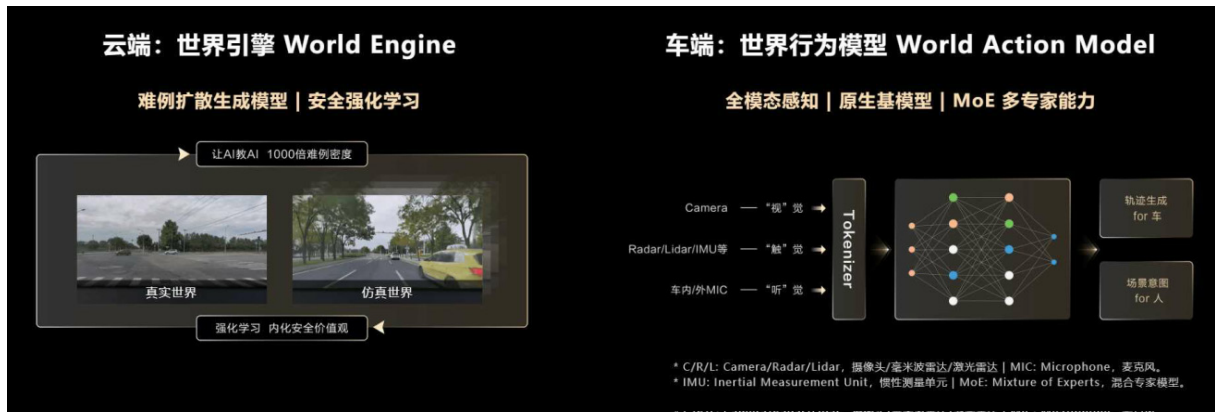 云端：世界引擎 World Engine
难例扩散生成模型 | 安全强化学习
让AI教AI 1000倍难例密度
真实世界
仿真世界
强化学习 内化安全价值观
车端：世界行为模型 World Action Model
全模态感知 | 原生基模型 | MoE 多专家能力
Camera — “视”觉
Radar/Lidar/IMU等 — “触”觉
车内/外MIC — “听”觉
Tokenizer
轨迹生成
for 车
场景意图
for 人
* C/R/L: Camera/Radar/Lidar，摄像头/毫米波雷达/激光雷达 | MIC: Microphone，麦克风。
* IMU: Inertial Measurement Unit，惯性测量单元 | MoE: Mixture of Experts，混合专家模型。